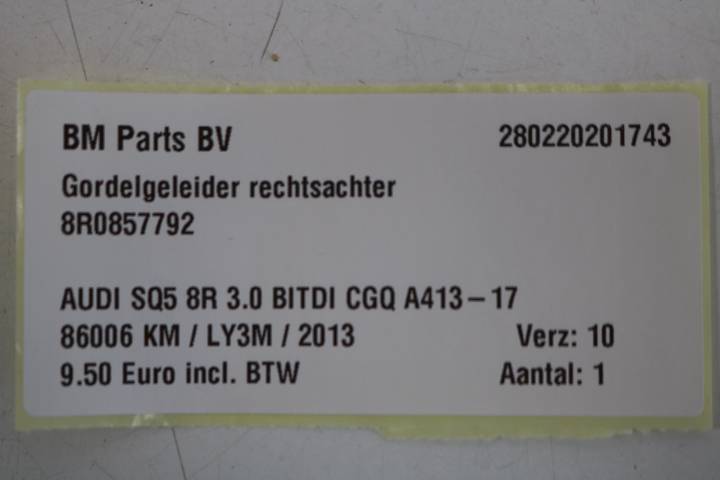 BM Parts BV 280220201743
Gordelgeleider rechtsachter
8R0857792
AUDI SQ5 8R 3.0 BITDI CGQ A413-17
86006 KM / LY3M / 2013 Verz: 10
9.50 Euro incl. BTW Aantal: 1